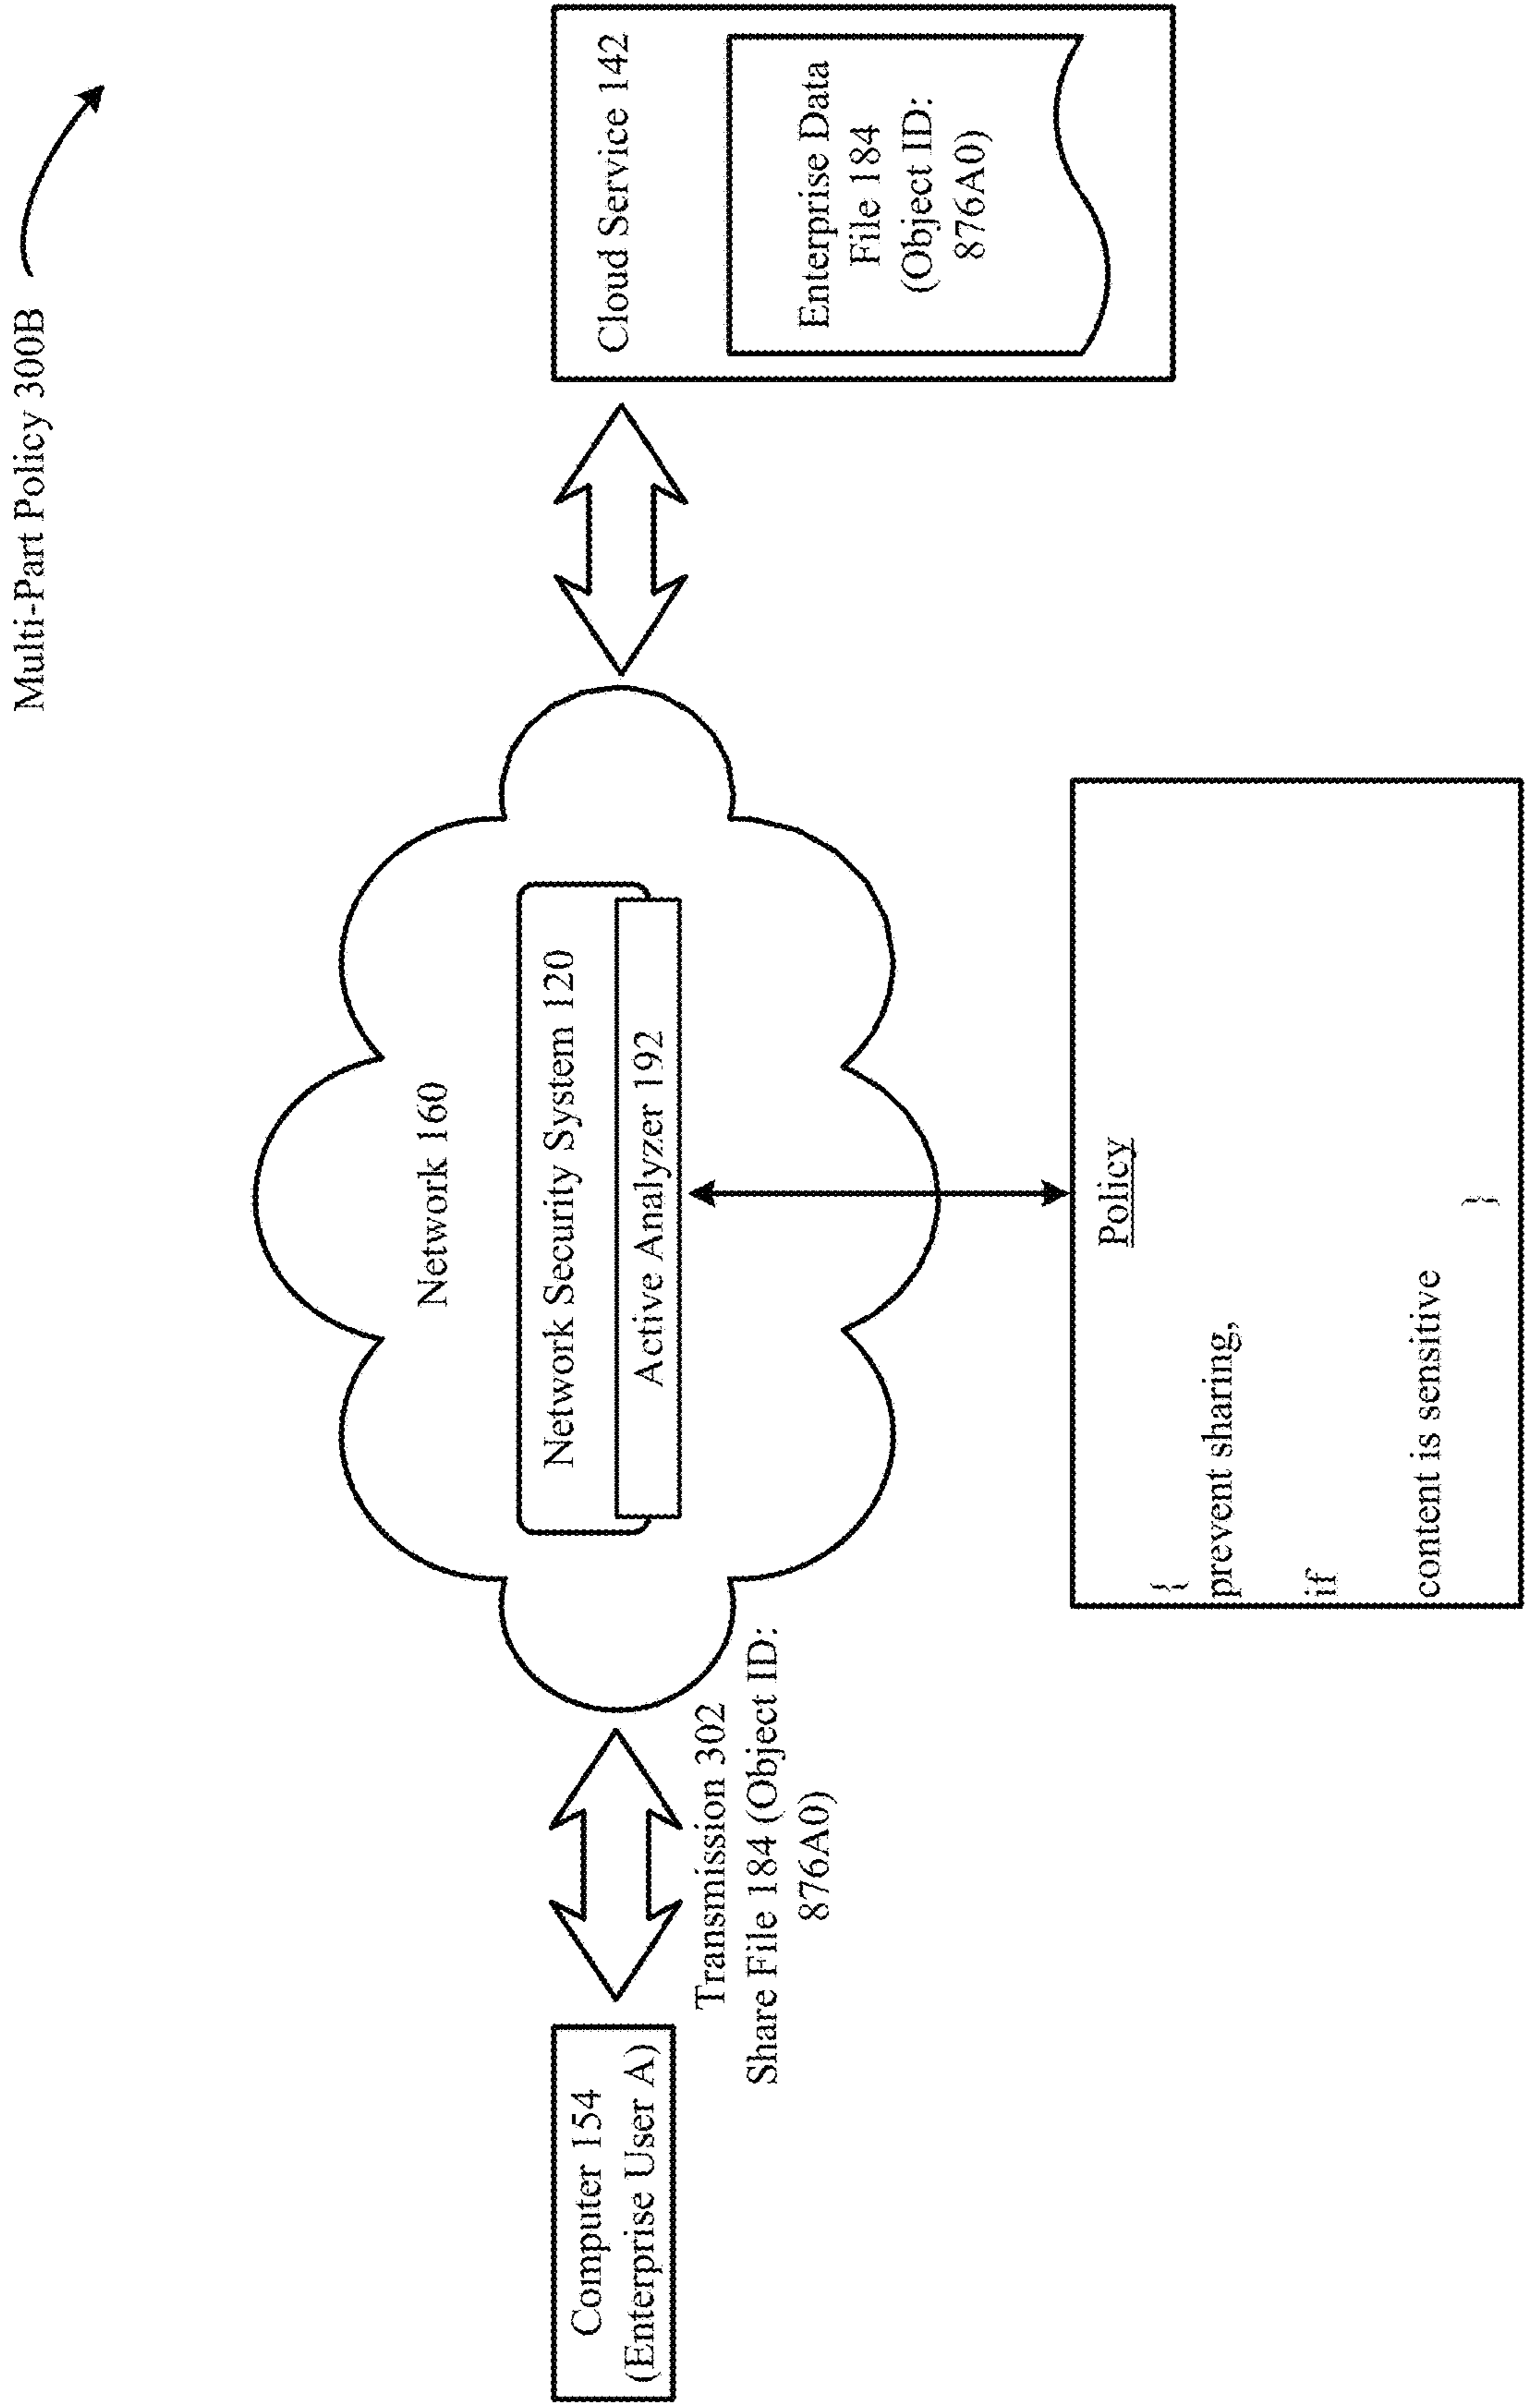 Multi-Part Policy 300B
Network 160
Network Security System 120
Active Analyzer 192
Computer 154
(Enterprise User A)
Transmission 302
Share File 184 (Object ID:
876A0)
Cloud Service 142
Enterprise Data
File 184
(Object ID:
876A0)
Policy
{
prevent sharing,
if
content is sensitive
}